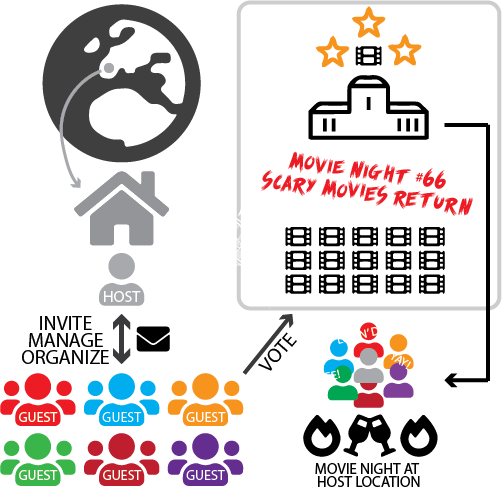 MOVIE NIGHT #66
SCARY MOVIES RETURN
HOST
INVITE
MANAGE
ORGANIZE
VOTE
GUEST
GUEST
GUEST
GUEST
GUEST
GUEST
MOVIE NIGHT AT
HOST LOCATION